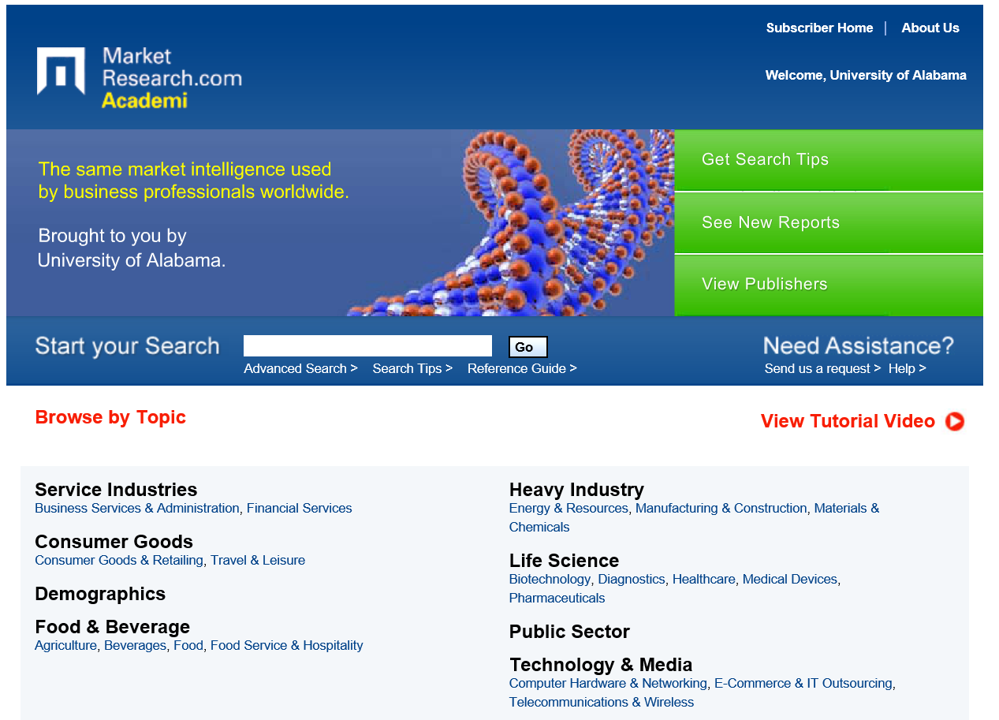 Subscriber Home | About Us
Market
Research.com
Academi
Welcome, University of Alabama
The same market intelligence used
by business professionals worldwide.
Brought to you by
University of Alabama.
Get Search Tips
See New Reports
View Publishers
Start your Search
Go
Advanced Search > Search Tips > Reference Guide >
Need Assistance?
Send us a request > Help >
Browse by Topic
View Tutorial Video
Service Industries
Business Services & Administration, Financial Services
Consumer Goods
Consumer Goods & Retailing, Travel & Leisure
Demographics
Food & Beverage
Agriculture, Beverages, Food, Food Service & Hospitality
Heavy Industry
Energy & Resources, Manufacturing & Construction, Materials &
Chemicals
Life Science
Biotechnology, Diagnostics, Healthcare, Medical Devices,
Pharmaceuticals
Public Sector
Technology & Media
Computer Hardware & Networking, E-Commerce & IT Outsourcing,
Telecommunications & Wireless